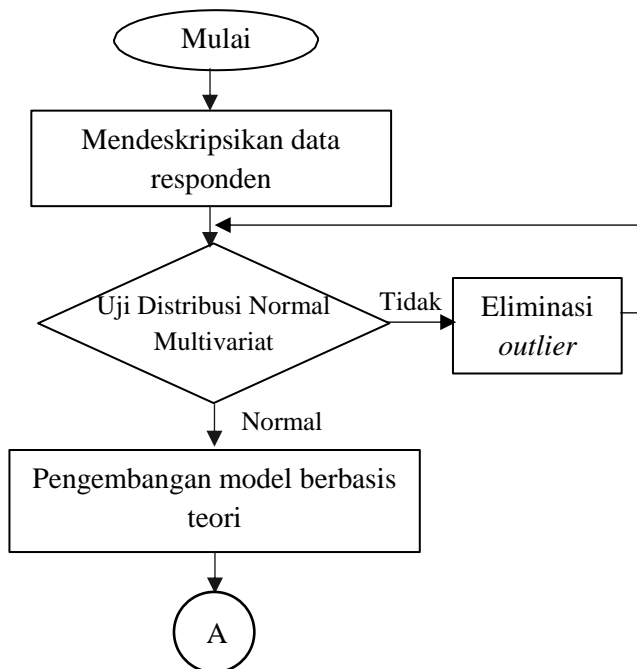 Mulai
Mendeskripsikan data
responden
Uji Distribusi Normal
Multivariat
Tidak
Eliminasi
outlier
Normal
Pengembangan model berbasis
teori
A